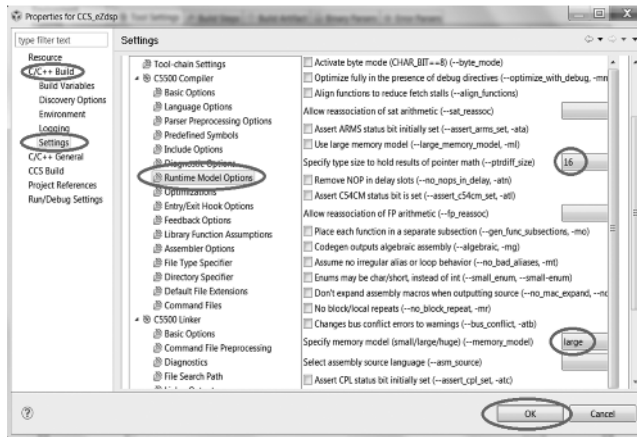 Properties for CCS_eZdsp
type filter text
Settings
Resource
C/C++ Build
Build Variables
Discovery Options
Environment
Logging
Settings
C/C++ General
CCS Build
Project References
Run/Debug Settings
Tool-chain Settings
C5500 Compiler
Basic Options
Language Options
Parser Preprocessing Options
Predefined Symbols
Include Options
Diagnostic Options
Runtime Model Options
Optimizations
Entry/Exit Hook Options
Feedback Options
Library Function Assumptions
Assembler Options
File Type Specifier
Directory Specifier
Default File Extensions
Command Files
C5500 Linker
Basic Options
Command File Preprocessing
Diagnostics
File Search Path
Activate byte mode (CHAR_BIT==8) (--byte_mode)
Optimize fully in the presence of debug directives (--optimize_with_debug, -mn
Align functions to reduce fetch stalls (--align_functions)
Allow reassociation of sat arithmetic (--sat_reassoc)
Assert ARMS status bit initially set (--assert_arms_set, -ata)
Use large memory model (--large_memory_model, -ml)
Specify type size to hold results of pointer math (--ptrdiff_size) 16
Remove NOP in delay slots (--no_nops_in_delay, -atn)
Assert C54CM status bit is set (--assert_c54cm_set, -atl)
Allow reassociation of FP arithmetic (--fp_reassoc)
Place each function in a separate subsection (--gen_func_subsections, -mo)
Codegen outputs algebraic assembly (--algebraic, -mg)
Assume no irregular alias or loop behavior (--no_bad_aliases, -mt)
Enums may be char/short, instead of int (--small_enum, --small-enum)
Don't expand assembly macros when outputting source (--no_mac_expand, --nc
No block/local repeats (--no_block_repeat, -mr)
Changes bus conflict errors to warnings (--bus_conflict, -atb)
Specify memory model (small/large/huge) (--memory_model) large
Select assembly source language (--asm_source)
Assert CPL status bit initially set (--assert_cpl_set, -atc)
OK
Cancel